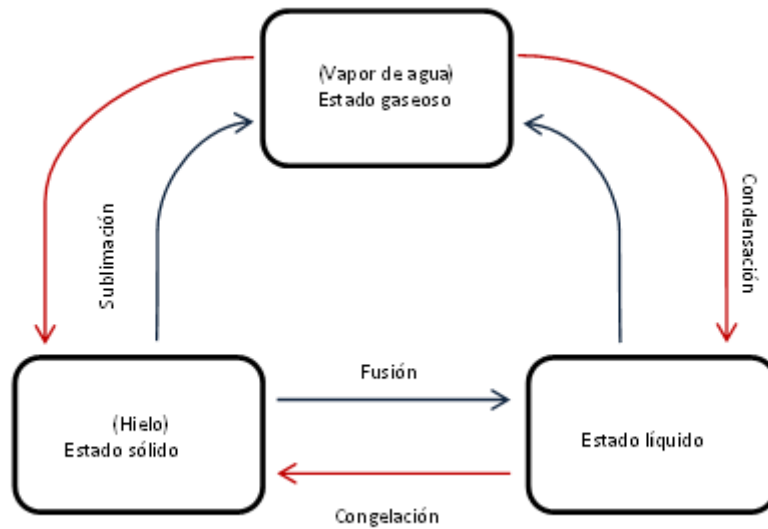 (Vapor de agua)
Estado gaseoso
Sublimación
Condensación
Fusión
(Hielo)
Estado sólido
Estado líquido
Congelación